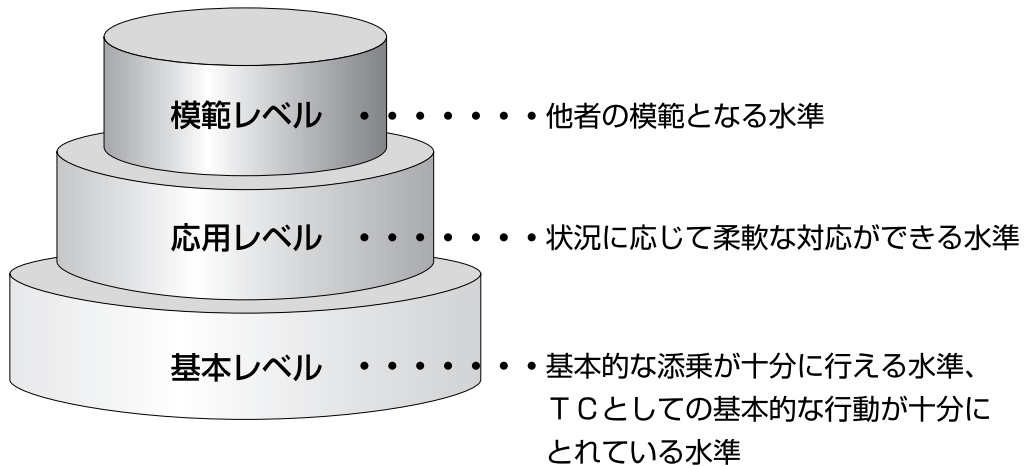 模範レベル ・・・・・・・他者の模範となる水準
応用レベル ・・・・・・・状況に応じて柔軟な対応ができる水準
基本レベル ・・・・・・・基本的な添乗が十分に行える水準、
ＴＣとしての基本的な行動が十分に
とれている水準